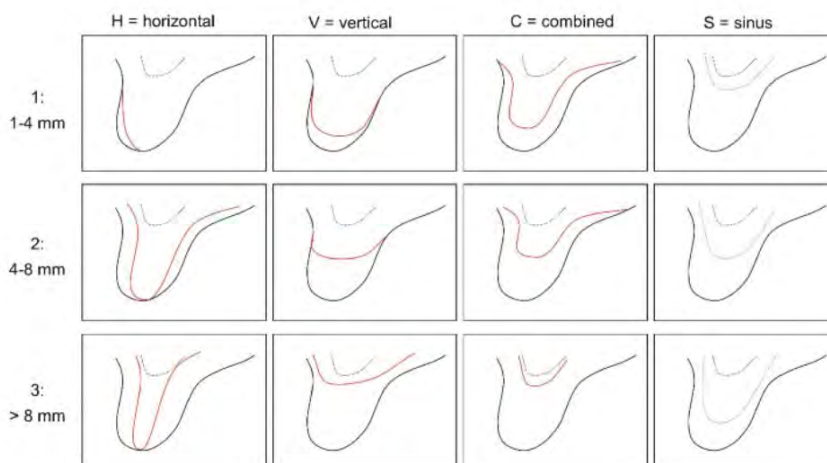 H = horizontal V = vertical C = combined S = sinus
1:
1-4 mm
2:
4-8 mm
3:
> 8 mm